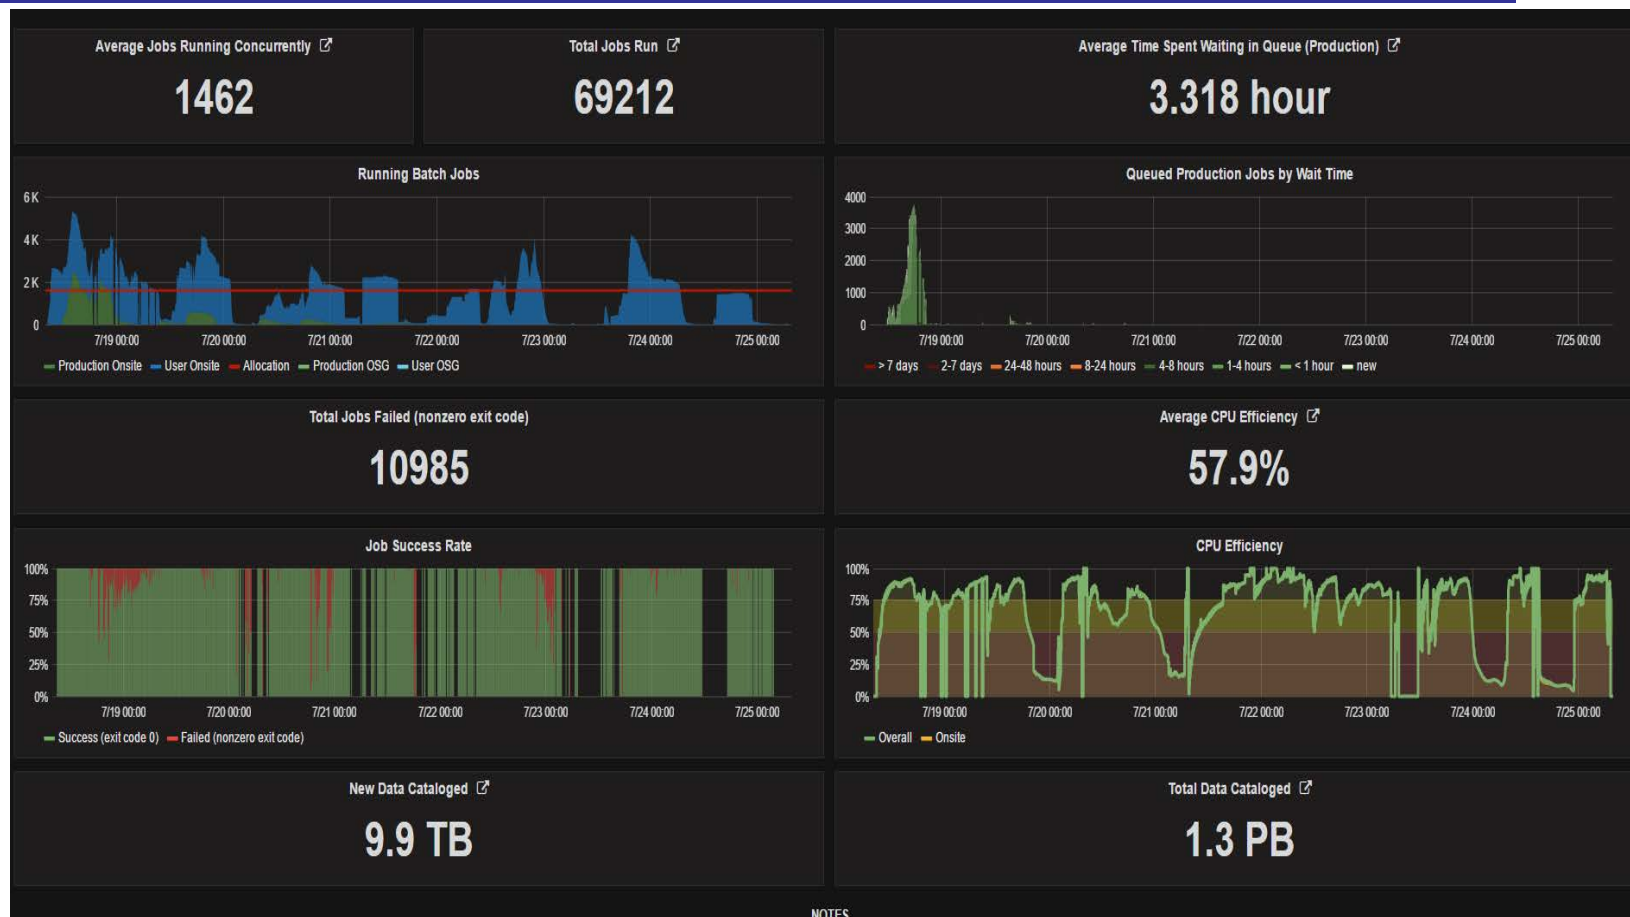 Average Jobs Running Concurrently
1462
Total Jobs Run
69212
Average Time Spent Waiting in Queue (Production)
3.318 hour
Running Batch Jobs
6 K
4 K
2 K
0
7/19 00:00 7/20 00:00 7/21 00:00 7/22 00:00 7/23 00:00 7/24 00:00 7/25 00:00
Production Onsite User Onsite Allocation Production OSG User OSG
Queued Production Jobs by Wait Time
4000
3000
2000
1000
0
7/19 00:00 7/20 00:00 7/21 00:00 7/22 00:00 7/23 00:00 7/24 00:00 7/25 00:00
> 7 days 2-7 days 24-48 hours 8-24 hours 4-8 hours 1-4 hours < 1 hour new
Total Jobs Failed (nonzero exit code)
10985
Average CPU Efficiency
57.9%
Job Success Rate
100%
75%
50%
25%
0%
7/19 00:00 7/20 00:00 7/21 00:00 7/22 00:00 7/23 00:00 7/24 00:00 7/25 00:00
Success (exit code 0) Failed (nonzero exit code)
CPU Efficiency
100%
75%
50%
25%
0%
7/19 00:00 7/20 00:00 7/21 00:00 7/22 00:00 7/23 00:00 7/24 00:00 7/25 00:00
Overall Onsite
New Data Cataloged
9.9 TB
Total Data Cataloged
1.3 PB
NOTES